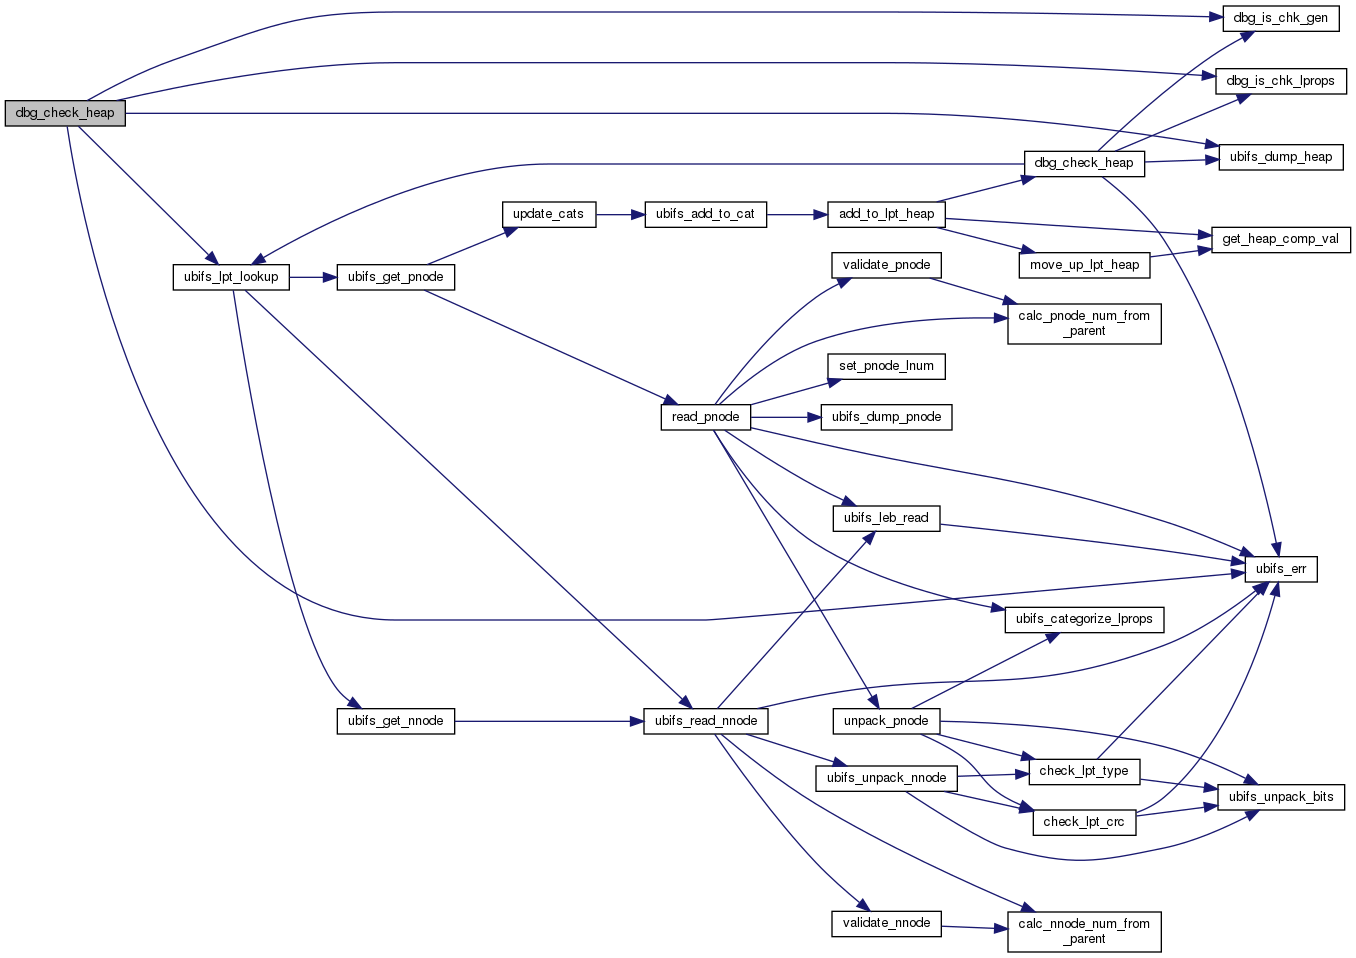 dbg_is_chk_gen
dbg_is_chk_lprops
dbg_check_heap
ubifs_dump_heap
dbg_check_heap
update_cats
ubifs_add_to_cat
add_to_lpt_heap
get_heap_comp_val
validate_pnode
move_up_lpt_heap
ubifs_lpt_lookup
ubifs_get_pnode
calc_pnode_num_from
_parent
set_pnode_lnum
read_pnode
ubifs_dump_pnode
ubifs_leb_read
ubifs_err
ubifs_categorize_lprops
ubifs_get_nnode
ubifs_read_nnode
unpack_pnode
check_lpt_type
ubifs_unpack_nnode
ubifs_unpack_bits
check_lpt_crc
validate_nnode
calc_nnode_num_from
_parent